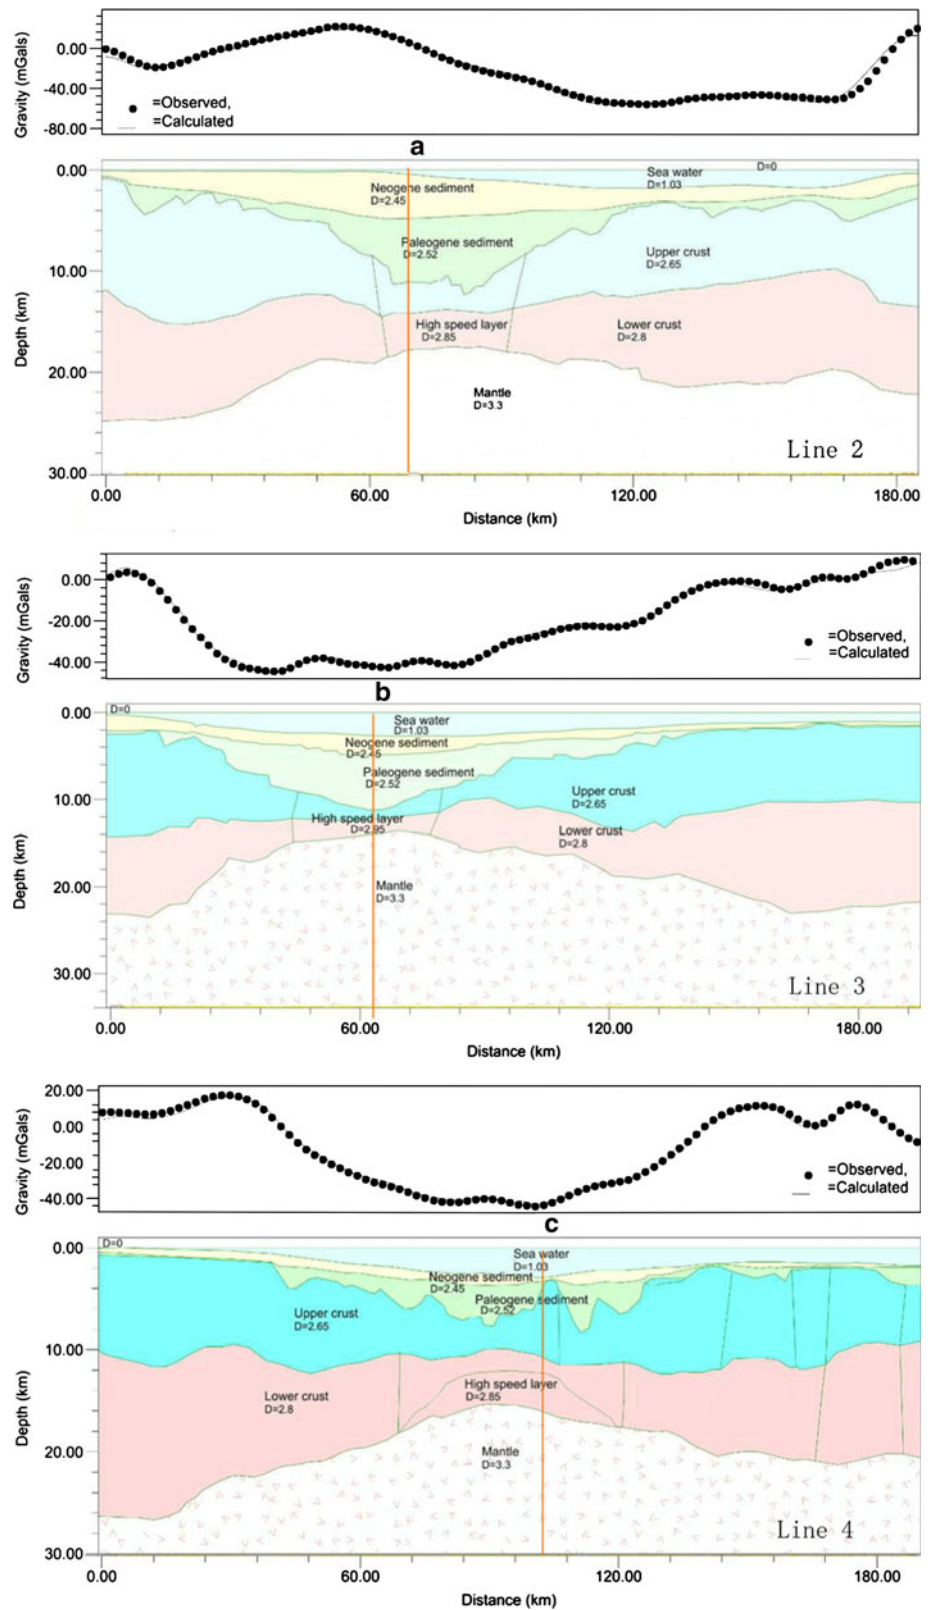 Gravity (mGals)
0.00
-40.00
-80.00
=Observed,
=Calculated
a
Depth (km)
0.00
10.00
20.00
30.00
D=0
Sea water
D=1.03
Neogene sediment
D=2.45
Paleogene sediment
D=2.52
Upper crust
D=2.65
High speed layer
D=2.85
Lower crust
D=2.8
Mantle
D=3.3
Line 2
0.00 60.00 120.00 180.00
Distance (km)
Gravity (mGals)
0.00
-20.00
-40.00
=Observed,
=Calculated
b
Depth (km)
0.00
10.00
20.00
30.00
D=0
Sea water
D=1.03
Neogene sediment
D=2.45
Paleogene sediment
D=2.52
Upper crust
D=2.65
High speed layer
D=2.95
Lower crust
D=2.8
Mantle
D=3.3
Line 3
0.00 60.00 120.00 180.00
Distance (km)
Gravity (mGals)
20.00
0.00
-20.00
-40.00
=Observed,
=Calculated
c
Depth (km)
0.00
10.00
20.00
30.00
D=0
Sea water
D=1.03
Neogene sediment
D=2.45
Paleogene sediment
D=2.52
Upper crust
D=2.65
High speed layer
D=2.85
Lower crust
D=2.8
Mantle
D=3.3
Line 4
0.00 60.00 120.00 180.00
Distance (km)